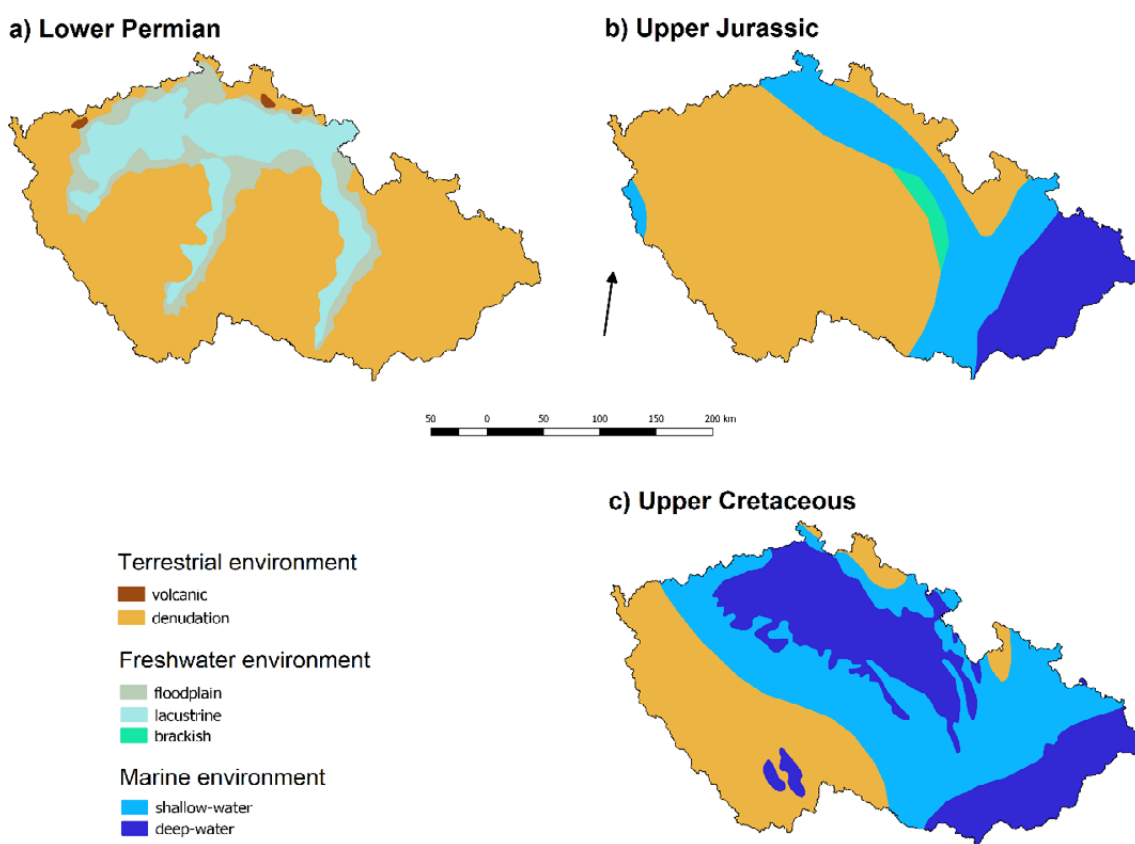 a) Lower Permian
b) Upper Jurassic
50 0 50 100 150 200 km
c) Upper Cretaceous
Terrestrial environment
volcanic
denudation
Freshwater environment
floodplain
lacustrine
brackish
Marine environment
shallow-water
deep-water